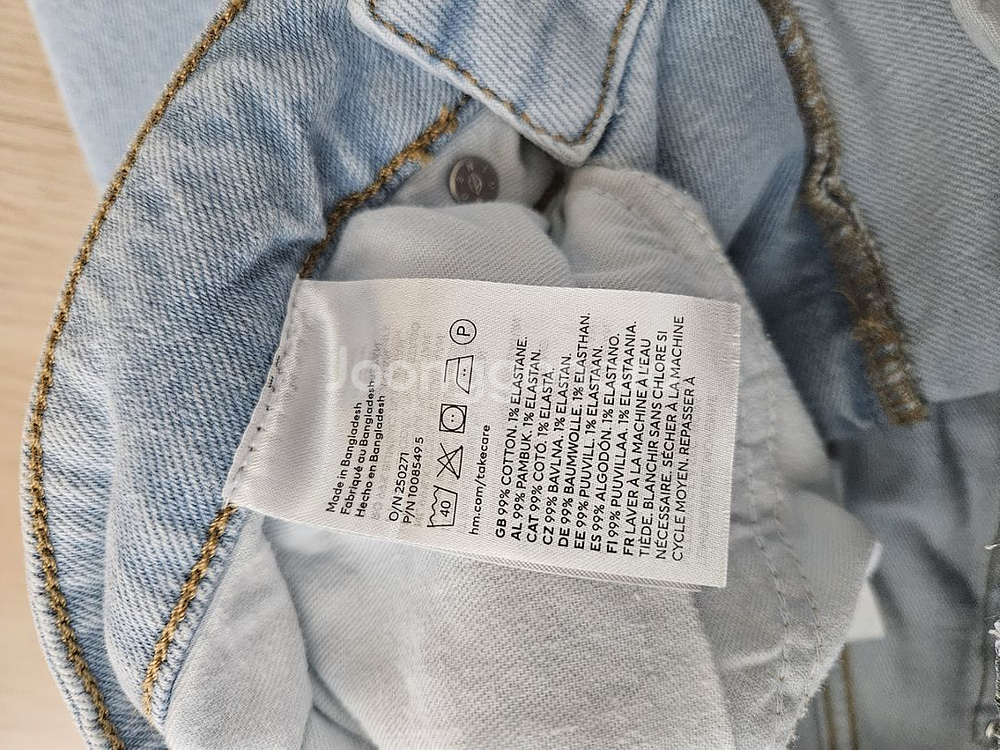 Made in Bangladesh
Fabriqué au Bangladesh
Hecho en Bangladesh
O/N 250271
P/N 1008549 5
40
P
hm.com/takecare
GB 99% COTTON. 1% ELASTANE.
AL 99% PAMBUK. 1% ELASTAN.
CAT 99% COTÓ. 1% ELASTÀ.
CZ 99% BAVLNA. 1% ELASTAN.
DE 99% BAUMWOLLE. 1% ELASTHAN.
EE 99% PUUVILL. 1% ELASTAAN.
ES 99% ALGODÓN. 1% ELASTANO.
FI 99% PUUVILLAA. 1% ELASTAANIA.
FR LAVER À LA MACHINE À L'EAU
TIÈDE. BLANCHIR SANS CHLORE SI
NÉCESSAIRE. SÉCHER À LA MACHINE
CYCLE MOYEN. REPASSER À